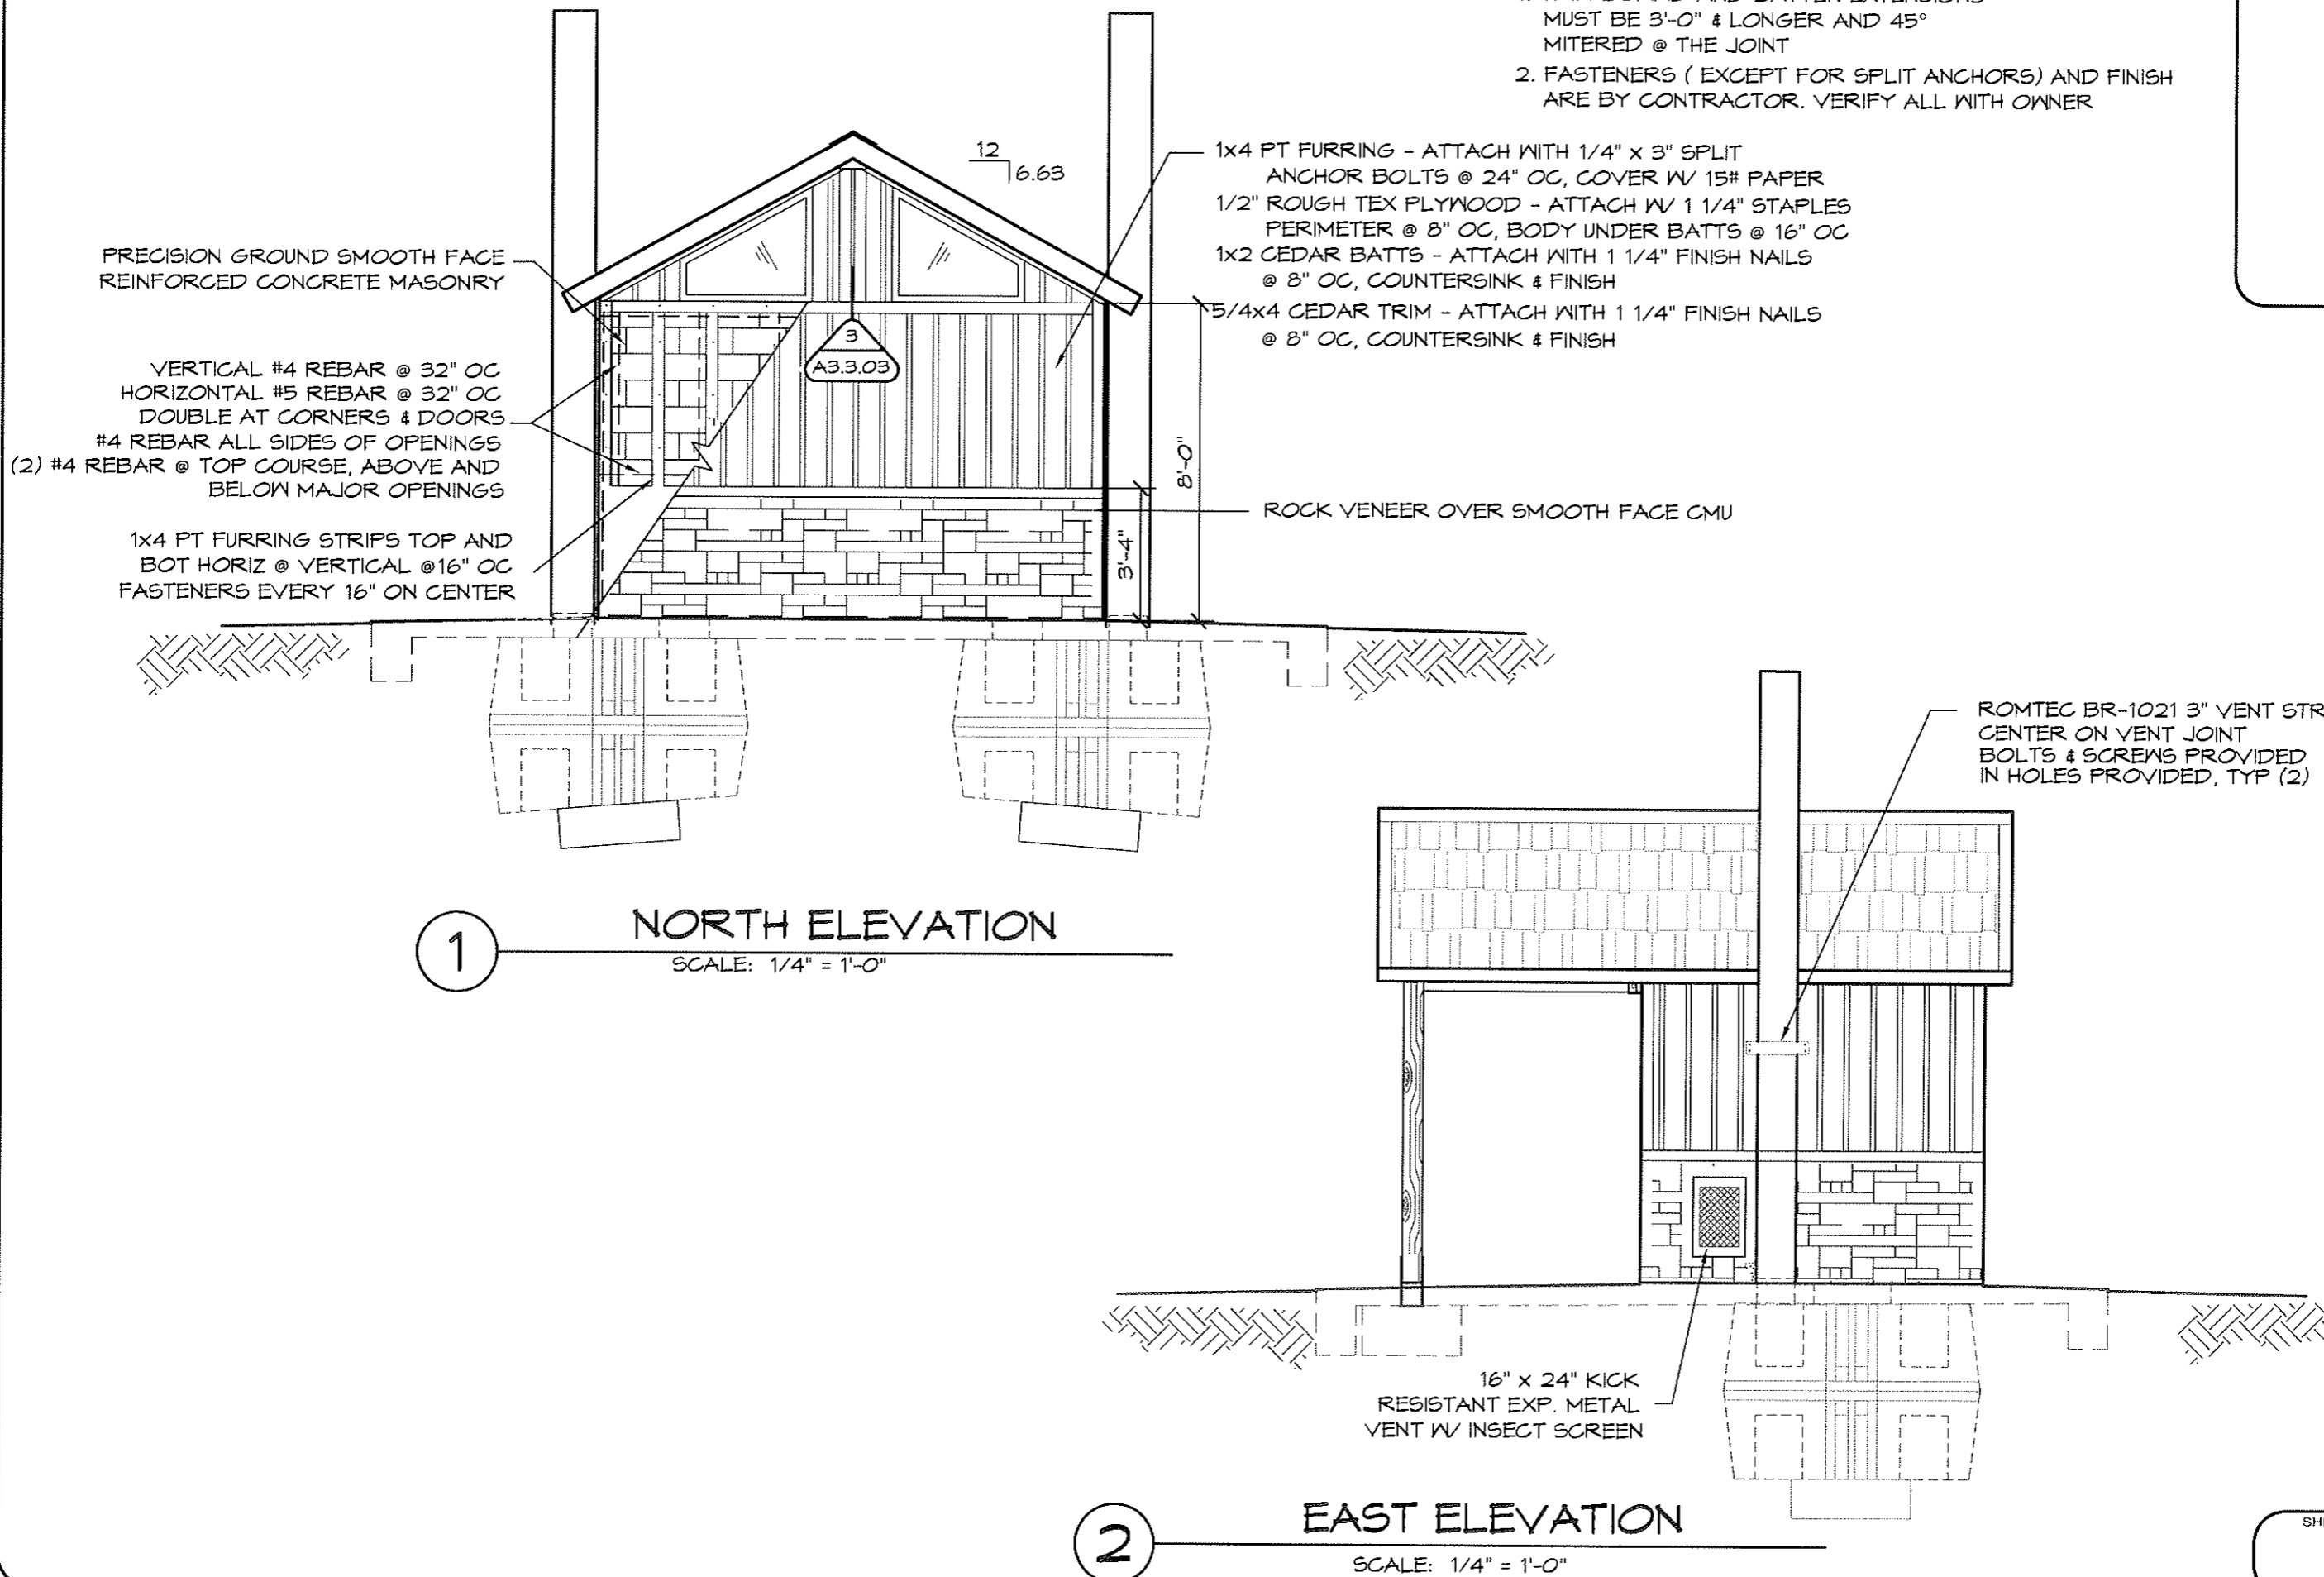 MUST BE 3'-0" & LONGER AND 45°
MITERED @ THE JOINT
2. FASTENERS ( EXCEPT FOR SPLIT ANCHORS) AND FINISH
ARE BY CONTRACTOR. VERIFY ALL WITH OWNER
12
6.63
1x4 PT FURRING - ATTACH WITH 1/4" x 3" SPLIT
ANCHOR BOLTS @ 24" OC, COVER W/ 15# PAPER
1/2" ROUGH TEX PLYWOOD - ATTACH W/ 1 1/4" STAPLES
PERIMETER @ 8" OC, BODY UNDER BATTS @ 16" OC
1x2 CEDAR BATTS - ATTACH WITH 1 1/4" FINISH NAILS
@ 8" OC, COUNTERSINK & FINISH
5/4x4 CEDAR TRIM - ATTACH WITH 1 1/4" FINISH NAILS
@ 8" OC, COUNTERSINK & FINISH
PRECISION GROUND SMOOTH FACE
REINFORCED CONCRETE MASONRY
VERTICAL #4 REBAR @ 32" OC
HORIZONTAL #5 REBAR @ 32" OC
DOUBLE AT CORNERS & DOORS
#4 REBAR ALL SIDES OF OPENINGS
(2) #4 REBAR @ TOP COURSE, ABOVE AND
BELOW MAJOR OPENINGS
1x4 PT FURRING STRIPS TOP AND
BOT HORIZ @ VERTICAL @16" OC
FASTENERS EVERY 16" ON CENTER
3
A3.3.03
8'-0"
3'-4"
ROCK VENEER OVER SMOOTH FACE CMU
1
NORTH ELEVATION
SCALE: 1/4" = 1'-0"
ROMTEC BR-1021 3" VENT STR
CENTER ON VENT JOINT
BOLTS & SCREWS PROVIDED
IN HOLES PROVIDED, TYP (2)
16" x 24" KICK
RESISTANT EXP. METAL
VENT W/ INSECT SCREEN
2
EAST ELEVATION
SCALE: 1/4" = 1'-0"
SH